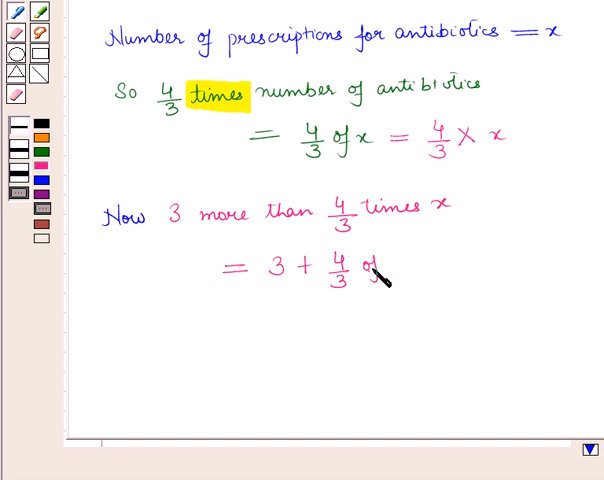 Number of prescriptions for antibiotics = x
So 4/3 times number of antibiotics
= 4/3 of x = 4/3 × x
Now 3 more than 4/3 times x
= 3 + 4/3 of